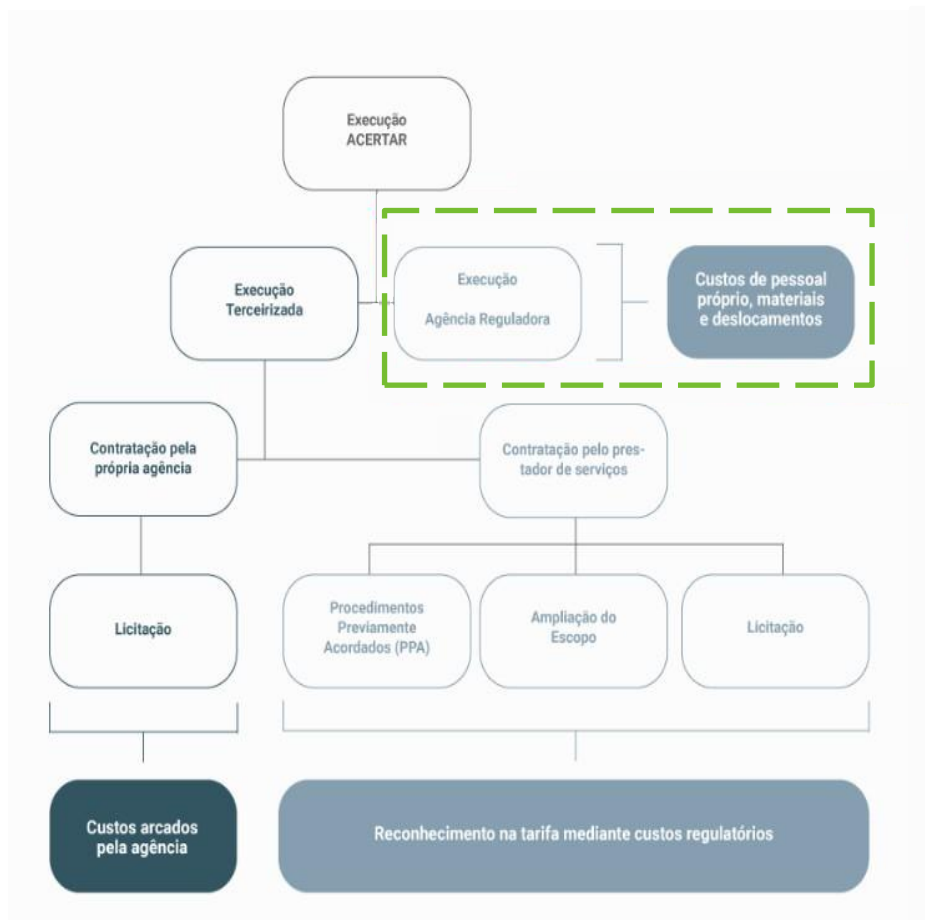 Execução
ACERTAR
Execução
Terceirizada
Execução
Agência Reguladora
Custos de pessoal
próprio, materiais
e deslocamentos
Contratação pela
própria agência
Contratação pelo pres-
tador de serviços
Licitação
Procedimentos
Previamente
Acordados (PPA)
Ampliação do
Escopo
Licitação
Custos arcados
pela agência
Reconhecimento na tarifa mediante custos regulatórios